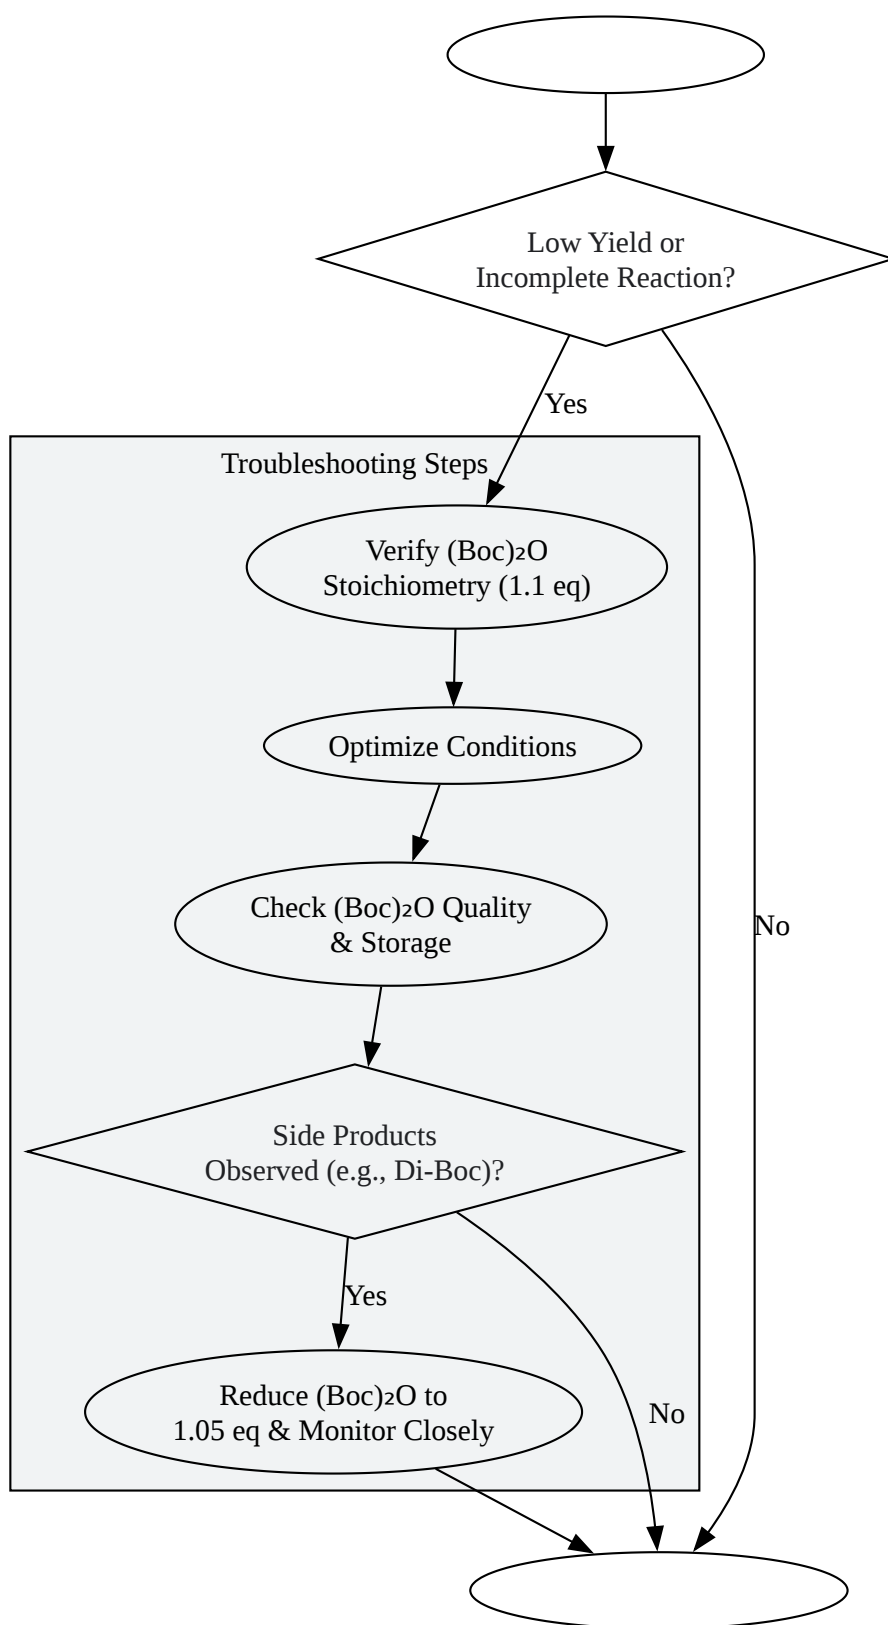 Low Yield or
Incomplete Reaction?
Yes
Troubleshooting Steps
Verify (Boc)₂O
Stoichiometry (1.1 eq)
Optimize Conditions
Check (Boc)₂O Quality
& Storage
No
Side Products
Observed (e.g., Di-Boc)?
Yes
Reduce (Boc)₂O to
1.05 eq & Monitor Closely
No